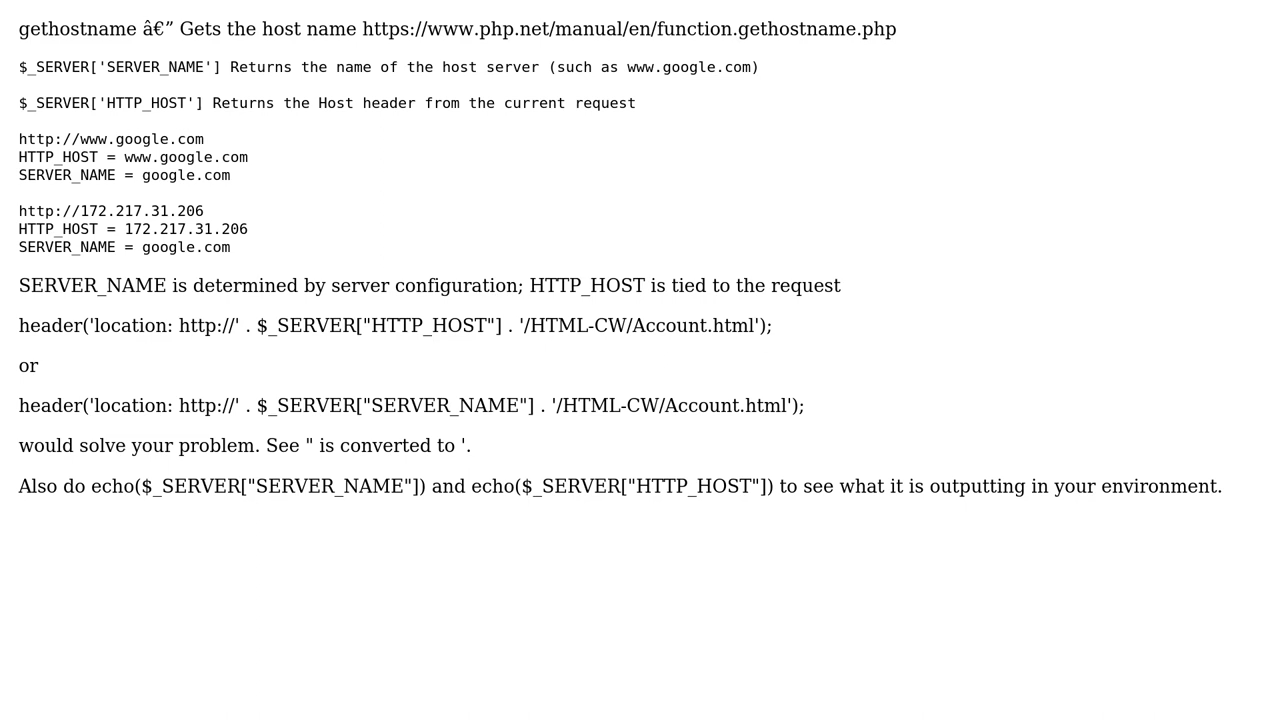 gethostname â€” Gets the host name https://www.php.net/manual/en/function.gethostname.php
$_SERVER['SERVER_NAME'] Returns the name of the host server (such as www.google.com)
$_SERVER['HTTP_HOST'] Returns the Host header from the current request
http://www.google.com
HTTP_HOST = www.google.com
SERVER_NAME = google.com
http://172.217.31.206
HTTP_HOST = 172.217.31.206
SERVER_NAME = google.com
SERVER_NAME is determined by server configuration; HTTP_HOST is tied to the request
header('location: http://' . $_SERVER["HTTP_HOST"] . '/HTML-CW/Account.html');
or
header('location: http://' . $_SERVER["SERVER_NAME"] . '/HTML-CW/Account.html');
would solve your problem. See " is converted to '.
Also do echo($_SERVER["SERVER_NAME"]) and echo($_SERVER["HTTP_HOST"]) to see what it is outputting in your environment.